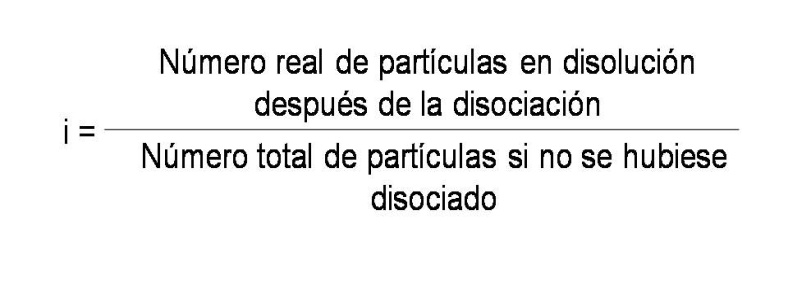 Número real de partículas en disolución
después de la disociación
i =
Número total de partículas si no se hubiese
disociado